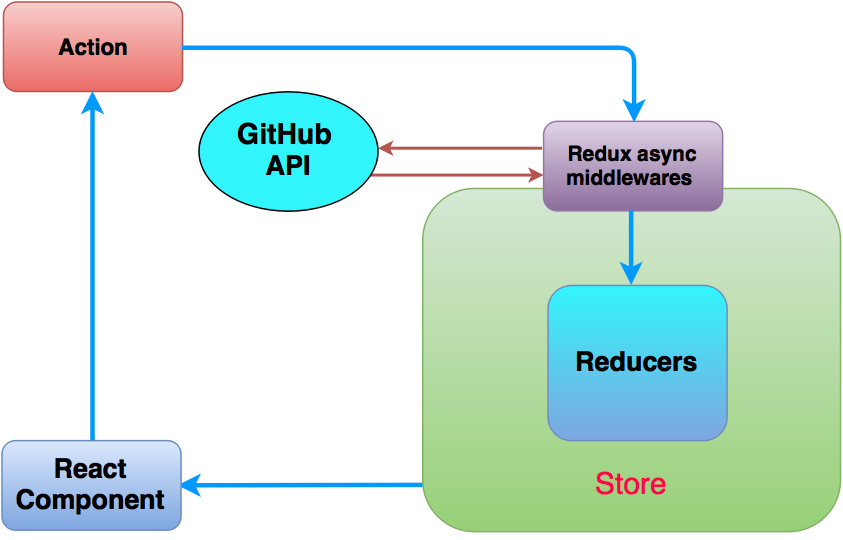 Action
GitHub
API
Redux async
middlewares
Reducers
React
Component
Store